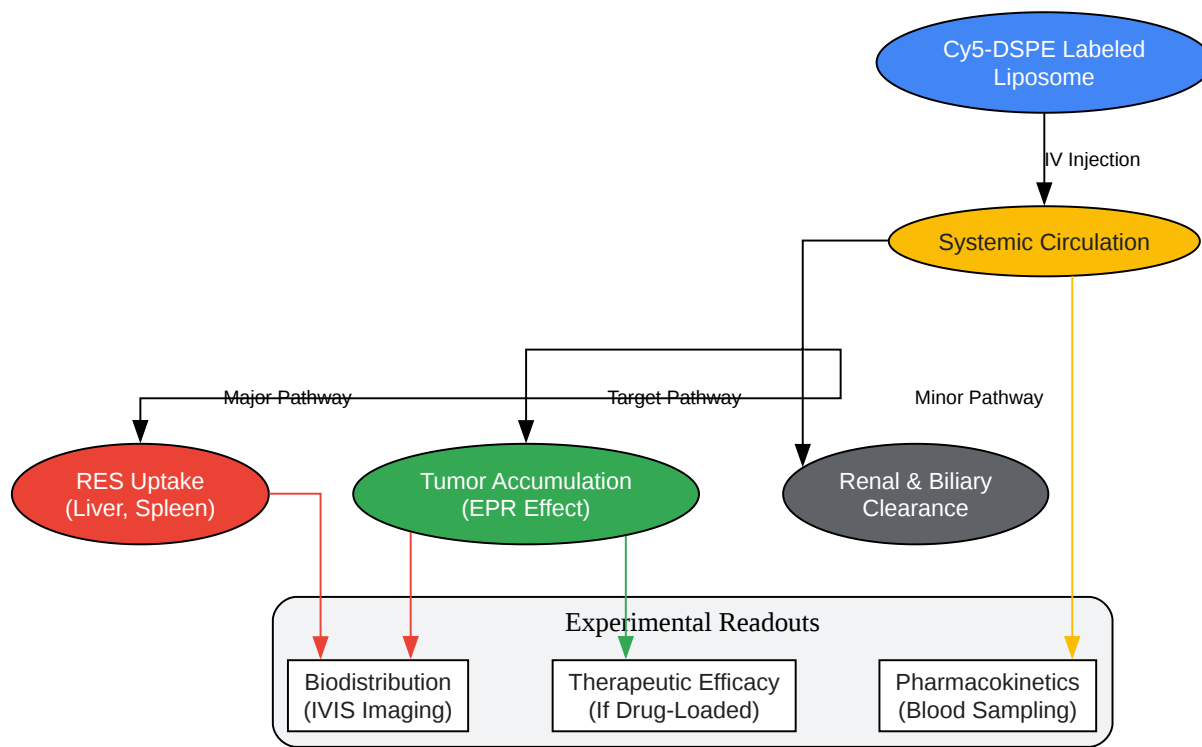 Cy5-DSPE Labeled
Liposome
IV Injection
Systemic Circulation
Major Pathway
Target Pathway
Minor Pathway
RES Uptake
(Liver, Spleen)
Tumor Accumulation
(EPR Effect)
Renal & Biliary
Clearance
Experimental Readouts
Biodistribution
(IVIS Imaging)
Therapeutic Efficacy
(If Drug-Loaded)
Pharmacokinetics
(Blood Sampling)